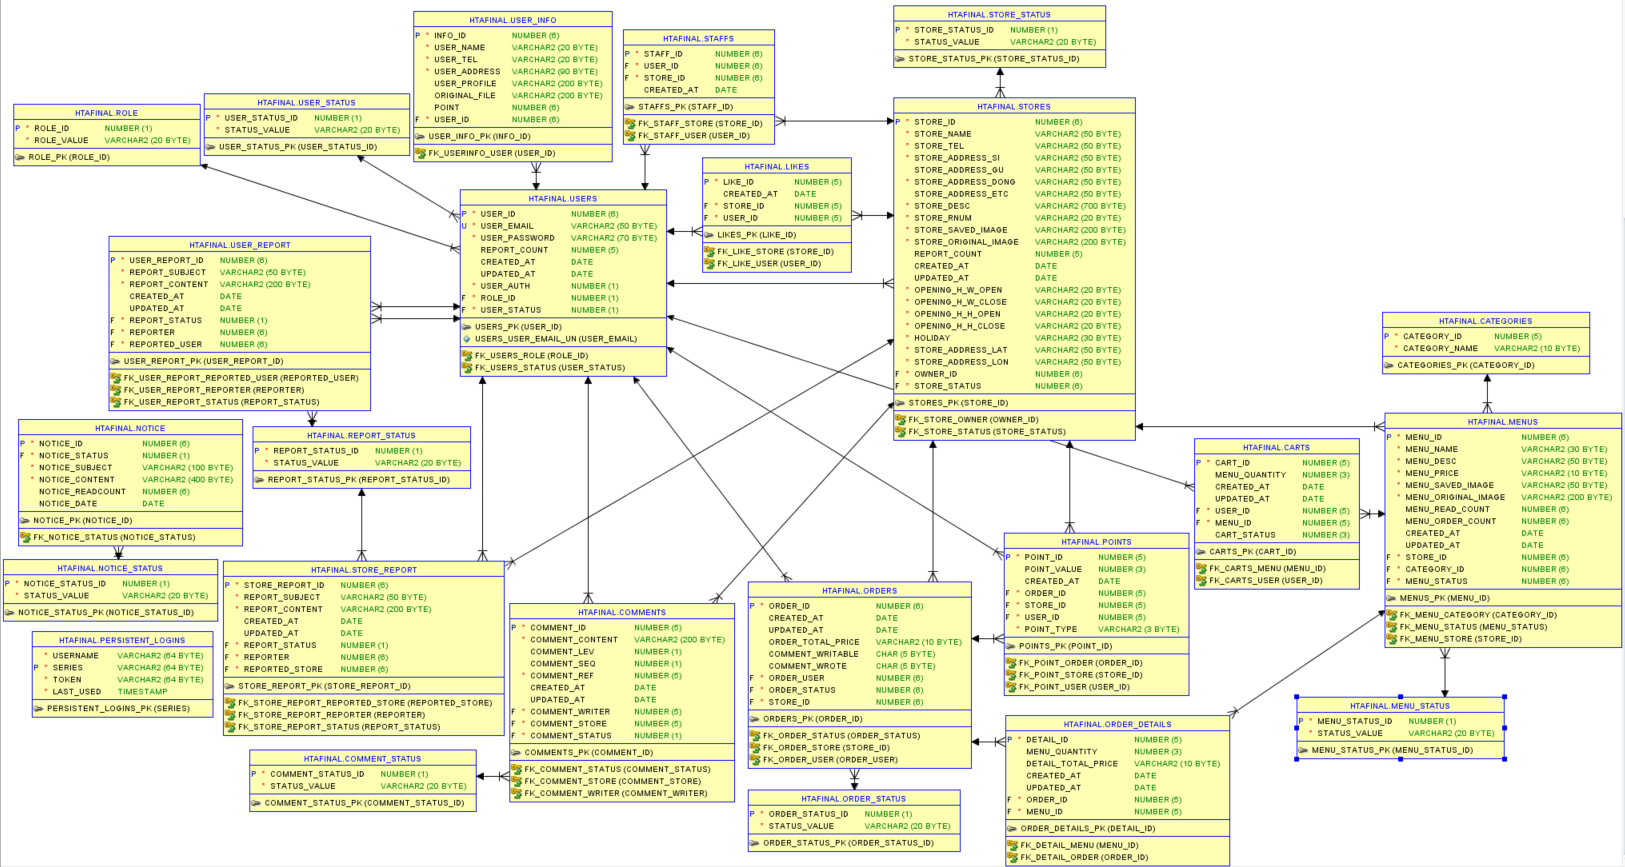 HTAFINAL.USER_INFO
P * INFO_ID NUMBER (6)
* USER_NAME VARCHAR2 (20 BYTE)
* USER_TEL VARCHAR2 (20 BYTE)
* USER_ADDRESS VARCHAR2 (90 BYTE)
USER_PROFILE VARCHAR2 (200 BYTE)
ORIGINAL_FILE VARCHAR2 (200 BYTE)
POINT NUMBER (6)
F * USER_ID NUMBER (6)
USER_INFO_PK (INFO_ID)
FK_USERINFO_USER (USER_ID)
HTAFINAL.STAFFS
P * STAFF_ID NUMBER (6)
F * USER_ID NUMBER (6)
F * STORE_ID NUMBER (6)
CREATED_AT DATE
STAFFS_PK (STAFF_ID)
FK_STAFF_STORE (STORE_ID)
FK_STAFF_USER (USER_ID)
HTAFINAL.STORE_STATUS
P * STORE_STATUS_ID NUMBER (1)
* STATUS_VALUE VARCHAR2 (20 BYTE)
STORE_STATUS_PK (STORE_STATUS_ID)
HTAFINAL.ROLE
P * ROLE_ID NUMBER (1)
* ROLE_VALUE VARCHAR2 (20 BYTE)
ROLE_PK (ROLE_ID)
HTAFINAL.USER_STATUS
P * USER_STATUS_ID NUMBER (1)
* STATUS_VALUE VARCHAR2 (20 BYTE)
USER_STATUS_PK (USER_STATUS_ID)
HTAFINAL.STORES
P * STORE_ID NUMBER (6)
* STORE_NAME VARCHAR2 (50 BYTE)
* STORE_TEL VARCHAR2 (50 BYTE)
* STORE_ADDRESS_SI VARCHAR2 (50 BYTE)
* STORE_ADDRESS_GU VARCHAR2 (50 BYTE)
* STORE_ADDRESS_DONG VARCHAR2 (50 BYTE)
* STORE_ADDRESS_ETC VARCHAR2 (50 BYTE)
* STORE_DESC VARCHAR2 (700 BYTE)
* STORE_RNUM VARCHAR2 (20 BYTE)
* STORE_SAVED_IMAGE VARCHAR2 (200 BYTE)
* STORE_ORIGINAL_IMAGE VARCHAR2 (200 BYTE)
REPORT_COUNT NUMBER (5)
CREATED_AT DATE
UPDATED_AT DATE
* OPENING_H_W_OPEN VARCHAR2 (20 BYTE)
* OPENING_H_W_CLOSE VARCHAR2 (20 BYTE)
* OPENING_H_H_OPEN VARCHAR2 (20 BYTE)
* OPENING_H_H_CLOSE VARCHAR2 (20 BYTE)
* HOLIDAY VARCHAR2 (30 BYTE)
* STORE_ADDRESS_LAT VARCHAR2 (50 BYTE)
* STORE_ADDRESS_LON VARCHAR2 (50 BYTE)
F * OWNER_ID NUMBER (6)
F * STORE_STATUS NUMBER (6)
STORES_PK (STORE_ID)
FK_STORE_OWNER (OWNER_ID)
FK_STORE_STATUS (STORE_STATUS)
HTAFINAL.LIKES
P * LIKE_ID NUMBER (5)
CREATED_AT DATE
F * STORE_ID NUMBER (5)
F * USER_ID NUMBER (5)
LIKES_PK (LIKE_ID)
FK_LIKE_STORE (STORE_ID)
FK_LIKE_USER (USER_ID)
HTAFINAL.USERS
P * USER_ID NUMBER (6)
U * USER_EMAIL VARCHAR2 (50 BYTE)
* USER_PASSWORD VARCHAR2 (70 BYTE)
REPORT_COUNT NUMBER (5)
CREATED_AT DATE
UPDATED_AT DATE
* USER_AUTH NUMBER (1)
F * ROLE_ID NUMBER (1)
F * USER_STATUS NUMBER (1)
USERS_PK (USER_ID)
USERS_USER_EMAIL_UN (USER_EMAIL)
FK_USERS_ROLE (ROLE_ID)
FK_USERS_STATUS (USER_STATUS)
HTAFINAL.USER_REPORT
P * USER_REPORT_ID NUMBER (6)
* REPORT_SUBJECT VARCHAR2 (50 BYTE)
* REPORT_CONTENT VARCHAR2 (200 BYTE)
CREATED_AT DATE
UPDATED_AT DATE
F * REPORT_STATUS NUMBER (1)
F * REPORTER NUMBER (6)
F * REPORTED_USER NUMBER (6)
USER_REPORT_PK (USER_REPORT_ID)
FK_USER_REPORT_REPORTED_USER (REPORTED_USER)
FK_USER_REPORT_REPORTER (REPORTER)
FK_USER_REPORT_STATUS (REPORT_STATUS)
HTAFINAL.CATEGORIES
P * CATEGORY_ID NUMBER (5)
* CATEGORY_NAME VARCHAR2 (10 BYTE)
CATEGORIES_PK (CATEGORY_ID)
HTAFINAL.NOTICE
P * NOTICE_ID NUMBER (6)
F * NOTICE_STATUS NUMBER (1)
* NOTICE_SUBJECT VARCHAR2 (100 BYTE)
* NOTICE_CONTENT VARCHAR2 (400 BYTE)
NOTICE_READCOUNT NUMBER (6)
NOTICE_DATE DATE
NOTICE_PK (NOTICE_ID)
FK_NOTICE_STATUS (NOTICE_STATUS)
HTAFINAL.REPORT_STATUS
P * REPORT_STATUS_ID NUMBER (1)
* STATUS_VALUE VARCHAR2 (20 BYTE)
REPORT_STATUS_PK (REPORT_STATUS_ID)
HTAFINAL.CARTS
P * CART_ID NUMBER (5)
MENU_QUANTITY NUMBER (3)
CREATED_AT DATE
UPDATED_AT DATE
F * USER_ID NUMBER (5)
F * MENU_ID NUMBER (5)
CART_STATUS NUMBER (3)
CARTS_PK (CART_ID)
FK_CARTS_MENU (MENU_ID)
FK_CARTS_USER (USER_ID)
HTAFINAL.MENUS
P * MENU_ID NUMBER (6)
* MENU_NAME VARCHAR2 (30 BYTE)
* MENU_DESC VARCHAR2 (50 BYTE)
* MENU_PRICE VARCHAR2 (10 BYTE)
* MENU_SAVED_IMAGE VARCHAR2 (50 BYTE)
* MENU_ORIGINAL_IMAGE VARCHAR2 (200 BYTE)
MENU_READ_COUNT NUMBER (6)
MENU_ORDER_COUNT NUMBER (6)
CREATED_AT DATE
UPDATED_AT DATE
F * STORE_ID NUMBER (6)
F * CATEGORY_ID NUMBER (6)
F * MENU_STATUS NUMBER (6)
MENUS_PK (MENU_ID)
FK_MENU_CATEGORY (CATEGORY_ID)
FK_MENU_STATUS (MENU_STATUS)
FK_MENU_STORE (STORE_ID)
HTAFINAL.NOTICE_STATUS
P * NOTICE_STATUS_ID NUMBER (1)
* STATUS_VALUE VARCHAR2 (20 BYTE)
NOTICE_STATUS_PK (NOTICE_STATUS_ID)
HTAFINAL.STORE_REPORT
P * STORE_REPORT_ID NUMBER (6)
* REPORT_SUBJECT VARCHAR2 (50 BYTE)
* REPORT_CONTENT VARCHAR2 (200 BYTE)
CREATED_AT DATE
UPDATED_AT DATE
F * REPORT_STATUS NUMBER (1)
F * REPORTER NUMBER (6)
F * REPORTED_STORE NUMBER (6)
STORE_REPORT_PK (STORE_REPORT_ID)
FK_STORE_REPORT_REPORTED_STORE (REPORTED_STORE)
FK_STORE_REPORT_REPORTER (REPORTER)
FK_STORE_REPORT_STATUS (REPORT_STATUS)
HTAFINAL.POINTS
P * POINT_ID NUMBER (5)
POINT_VALUE NUMBER (3)
CREATED_AT DATE
F * ORDER_ID NUMBER (5)
F * STORE_ID NUMBER (5)
F * USER_ID NUMBER (5)
* POINT_TYPE VARCHAR2 (3 BYTE)
POINTS_PK (POINT_ID)
FK_POINT_ORDER (ORDER_ID)
FK_POINT_STORE (STORE_ID)
FK_POINT_USER (USER_ID)
HTAFINAL.PERSISTENT_LOGINS
* USERNAME VARCHAR2 (64 BYTE)
P * SERIES VARCHAR2 (64 BYTE)
* TOKEN VARCHAR2 (64 BYTE)
* LAST_USED TIMESTAMP
PERSISTENT_LOGINS_PK (SERIES)
HTAFINAL.COMMENTS
P * COMMENT_ID NUMBER (5)
* COMMENT_CONTENT VARCHAR2 (200 BYTE)
COMMENT_LEV NUMBER (1)
COMMENT_SEQ NUMBER (1)
COMMENT_REF NUMBER (5)
CREATED_AT DATE
UPDATED_AT DATE
F * COMMENT_WRITER NUMBER (5)
F * COMMENT_STORE NUMBER (5)
F * COMMENT_STATUS NUMBER (1)
COMMENTS_PK (COMMENT_ID)
FK_COMMENT_STATUS (COMMENT_STATUS)
FK_COMMENT_STORE (COMMENT_STORE)
FK_COMMENT_WRITER (COMMENT_WRITER)
HTAFINAL.ORDERS
P * ORDER_ID NUMBER (6)
CREATED_AT DATE
UPDATED_AT DATE
ORDER_TOTAL_PRICE VARCHAR2 (10 BYTE)
COMMENT_WRITABLE CHAR (5 BYTE)
COMMENT_WROTE CHAR (5 BYTE)
F * ORDER_USER NUMBER (6)
F * ORDER_STATUS NUMBER (6)
F * STORE_ID NUMBER (6)
ORDERS_PK (ORDER_ID)
FK_ORDER_STATUS (ORDER_STATUS)
FK_ORDER_STORE (STORE_ID)
FK_ORDER_USER (ORDER_USER)
HTAFINAL.MENU_STATUS
P * MENU_STATUS_ID NUMBER (1)
* STATUS_VALUE VARCHAR2 (20 BYTE)
MENU_STATUS_PK (MENU_STATUS_ID)
HTAFINAL.ORDER_DETAILS
P * DETAIL_ID NUMBER (5)
MENU_QUANTITY NUMBER (3)
DETAIL_TOTAL_PRICE VARCHAR2 (10 BYTE)
CREATED_AT DATE
UPDATED_AT DATE
F * ORDER_ID NUMBER (5)
F * MENU_ID NUMBER (5)
ORDER_DETAILS_PK (DETAIL_ID)
FK_DETAIL_MENU (MENU_ID)
FK_DETAIL_ORDER (ORDER_ID)
HTAFINAL.COMMENT_STATUS
P * COMMENT_STATUS_ID NUMBER (1)
* STATUS_VALUE VARCHAR2 (20 BYTE)
COMMENT_STATUS_PK (COMMENT_STATUS_ID)
HTAFINAL.ORDER_STATUS
P * ORDER_STATUS_ID NUMBER (1)
* STATUS_VALUE VARCHAR2 (20 BYTE)
ORDER_STATUS_PK (ORDER_STATUS_ID)